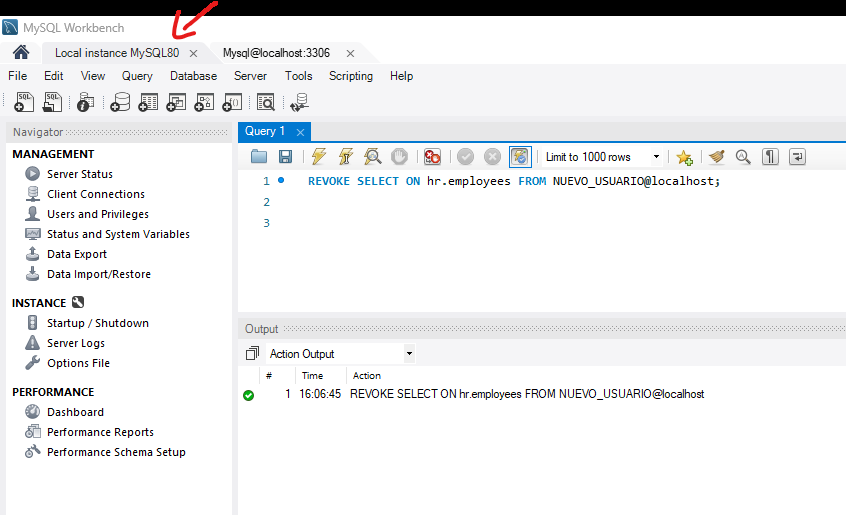 MySQL Workbench
Local instance MySQL80 Mysql@localhost:3306
File Edit View Query Database Server Tools Scripting Help
SQL SQL
Navigator
Query 1
MANAGEMENT
Server Status
Client Connections
Users and Privileges
Status and System Variables
Data Export
Data Import/Restore
INSTANCE
Startup / Shutdown
Server Logs
Options File
PERFORMANCE
Dashboard
Performance Reports
Performance Schema Setup
Limit to 1000 rows
1 REVOKE SELECT ON hr.employees FROM NUEVO_USUARIO@localhost;
2
3
Output
Action Output
# Time Action
1 16:06:45 REVOKE SELECT ON hr.employees FROM NUEVO_USUARIO@localhost